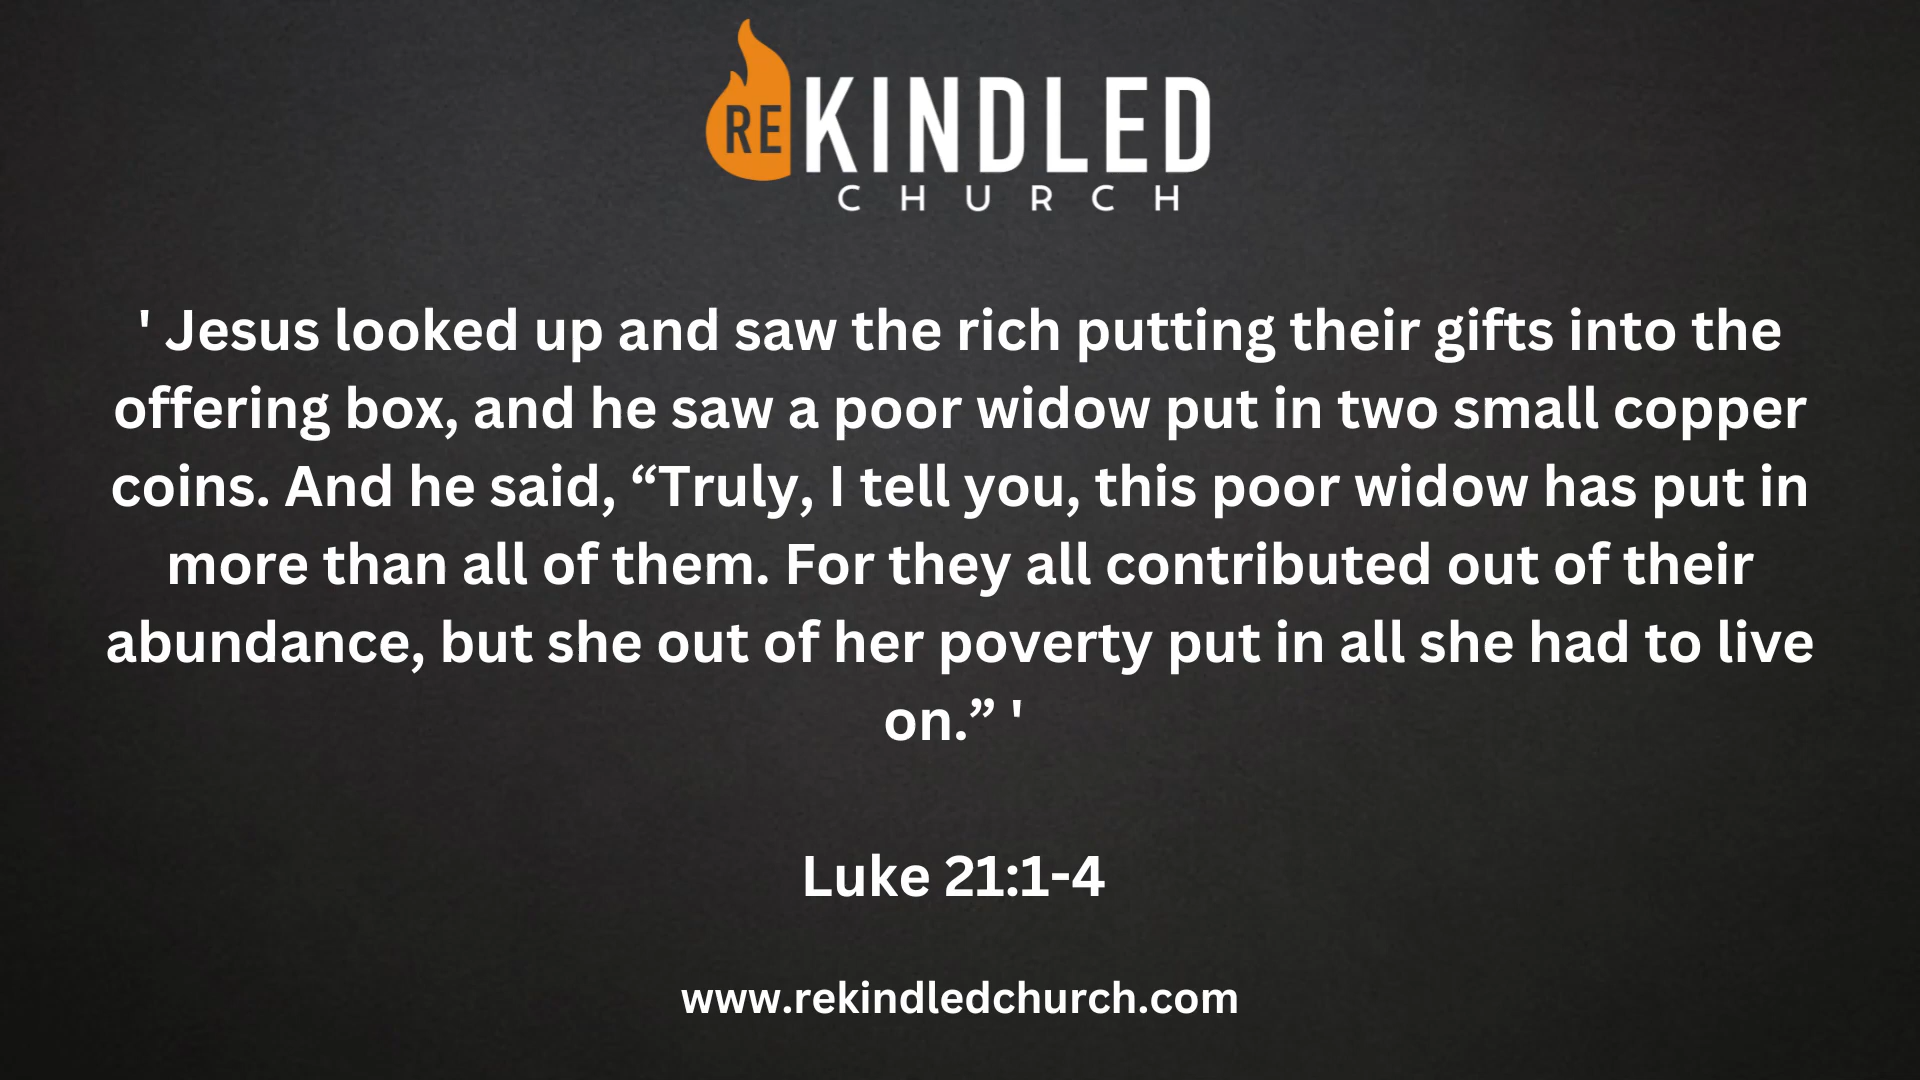 REKINDLED
CHURCH
' Jesus looked up and saw the rich putting their gifts into the
offering box, and he saw a poor widow put in two small copper
coins. And he said, “Truly, I tell you, this poor widow has put in
more than all of them. For they all contributed out of their
abundance, but she out of her poverty put in all she had to live
on.” '
Luke 21:1-4
www.rekindledchurch.com